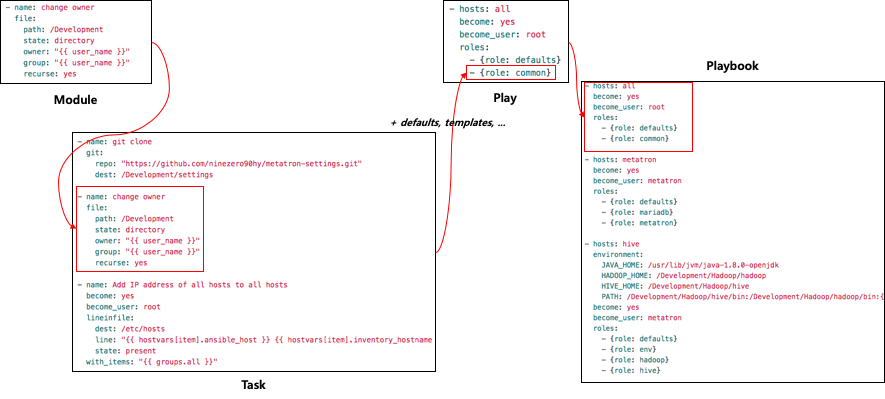 - name: change owner
  file:
    path: /Development
    state: directory
    owner: "{{ user_name }}"
    group: "{{ user_name }}"
    recurse: yes
Module
- name: git clone
  git:
    repo: "https://github.com/ninezero90hy/metatron-settings.git"
    dest: /Development/settings
- name: change owner
  file:
    path: /Development
    state: directory
    owner: "{{ user_name }}"
    group: "{{ user_name }}"
    recurse: yes
- name: Add IP address of all hosts to all hosts
  become: yes
  become_user: root
  lineinfile:
    dest: /etc/hosts
    line: "{{ hostvars[item].ansible_host }} {{ hostvars[item].inventory_hostname
    state: present
  with_items: "{{ groups.all }}"
Task
- hosts: all
  become: yes
  become_user: root
  roles:
    - {role: defaults}
    - {role: common}
Play
+ defaults, templates, ...
Playbook
- hosts: all
  become: yes
  become_user: root
  roles:
    - {role: defaults}
    - {role: common}
- hosts: metatron
  become: yes
  become_user: metatron
  roles:
    - {role: defaults}
    - {role: mariadb}
    - {role: metatron}
- hosts: hive
  environment:
    JAVA_HOME: /usr/lib/jvm/java-1.8.0-openjdk
    HADOOP_HOME: /Development/Hadoop/hadoop
    HIVE_HOME: /Development/Hadoop/hive
    PATH: /Development/Hadoop/hive/bin:/Development/Hadoop/hadoop/bin:{
  become: yes
  become_user: metatron
  roles:
    - {role: defaults}
    - {role: env}
    - {role: hadoop}
    - {role: hive}